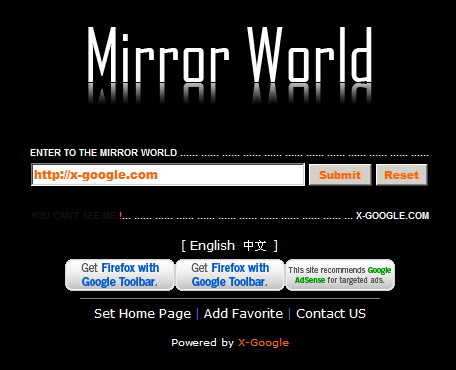 Mirror World
ENTER TO THE MIRROR WORLD ...... ...... ...... ...... ...... ...... ...... ...... ...... ...... ...... ......
http://x-google.com Submit Reset
YOU CAN'T SEE ME !... ...... ...... ...... ...... ...... ...... ...... ...... ...... ...... ... X-GOOGLE.COM
[ English 中文 ]
Get Firefox with Google Toolbar.
Get Firefox with Google Toolbar.
This site recommends Google AdSense for targeted ads.
Set Home Page | Add Favorite | Contact US
Powered by X-Google